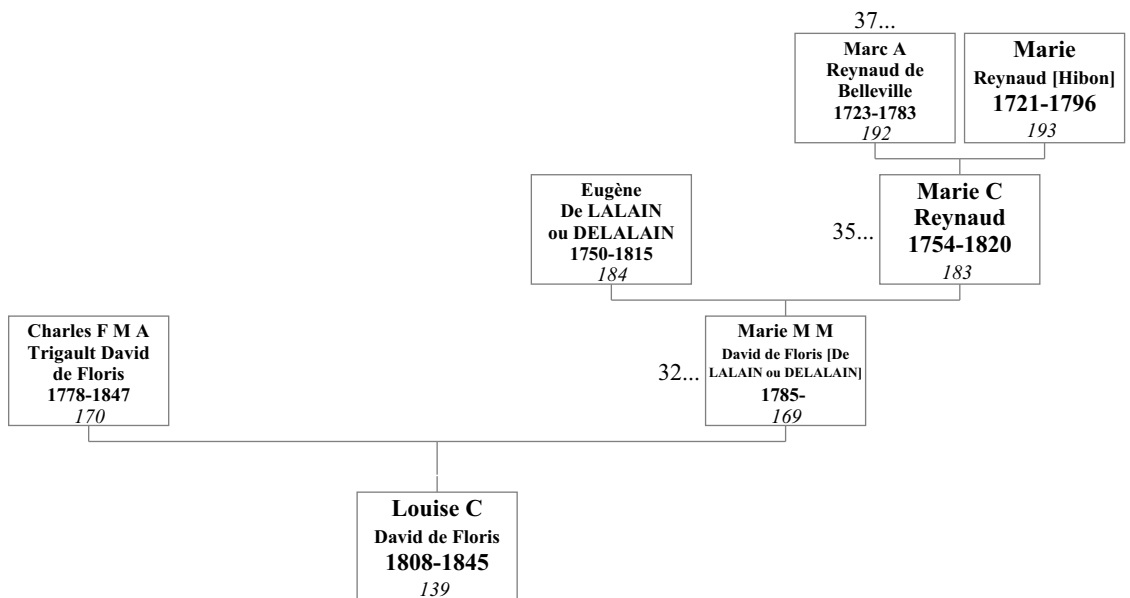 37...
Marc A
Reynaud de
Belleville
1723-1783
192
Marie
Reynaud [Hibon]
1721-1796
193
Eugène
De LALAIN
ou DELALAIN
1750-1815
184
35...
Marie C
Reynaud
1754-1820
183
Charles F M A
Trigault David
de Floris
1778-1847
170
32...
Marie M M
David de Floris [De
LALAIN ou DELALAIN]
1785-
169
Louise C
David de Floris
1808-1845
139